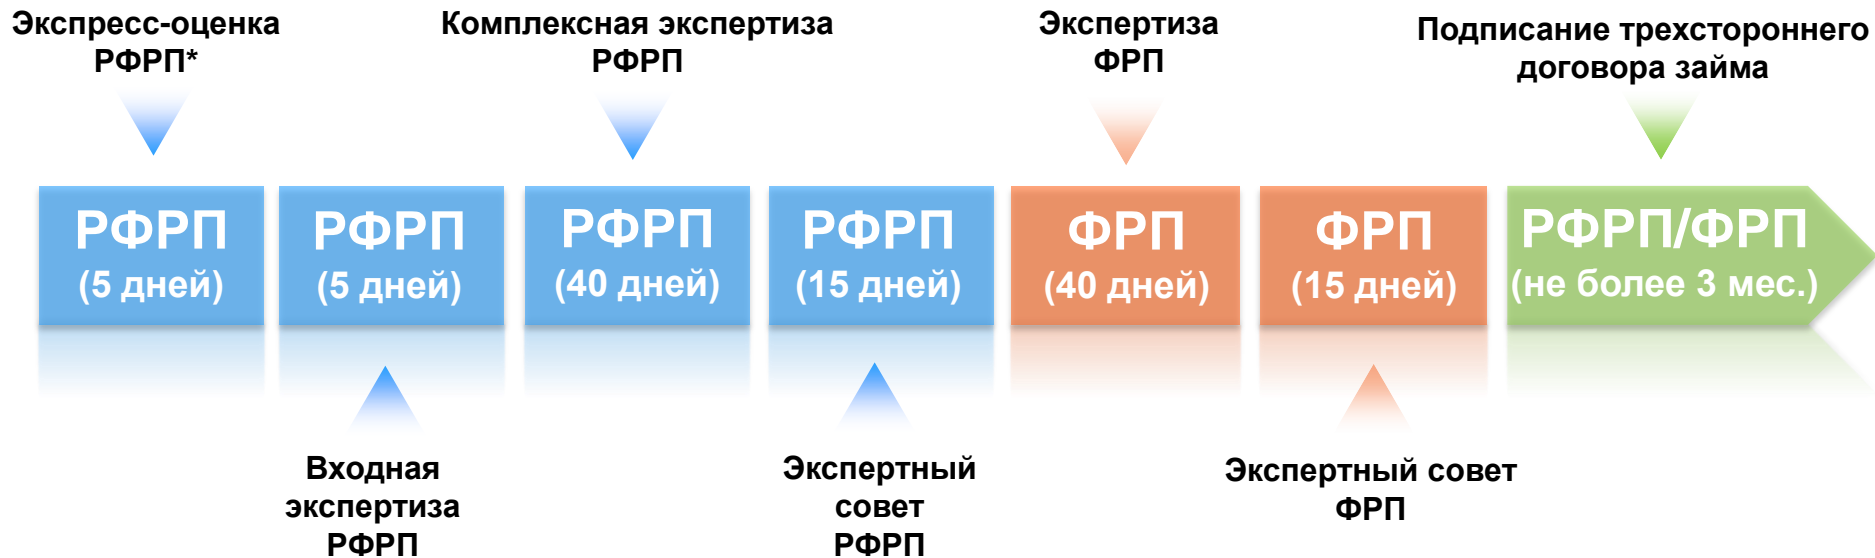 Экспресс-оценка
РФРП*
Комплексная экспертиза
РФРП
Экспертиза
ФРП
Подписание трехстороннего
договора займа
РФРП
(5 дней)
РФРП
(5 дней)
РФРП
(40 дней)
РФРП
(15 дней)
ФРП
(40 дней)
ФРП
(15 дней)
РФРП/ФРП
(не более 3 мес.)
Входная
экспертиза
РФРП
Экспертный
совет
РФРП
Экспертный совет
ФРП